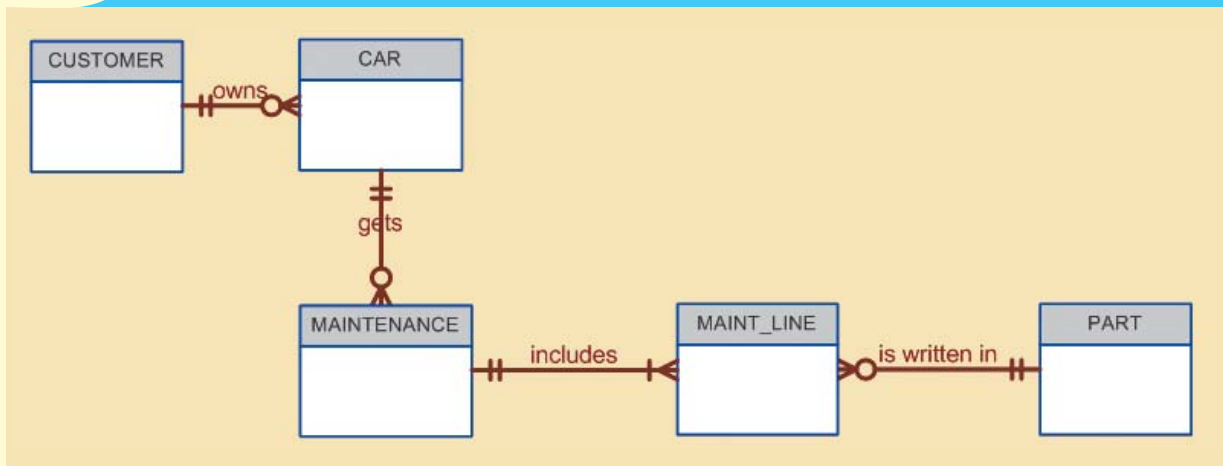 CUSTOMER
owns
CAR
gets
MAINTENANCE
includes
MAINT_LINE
is written in
PART